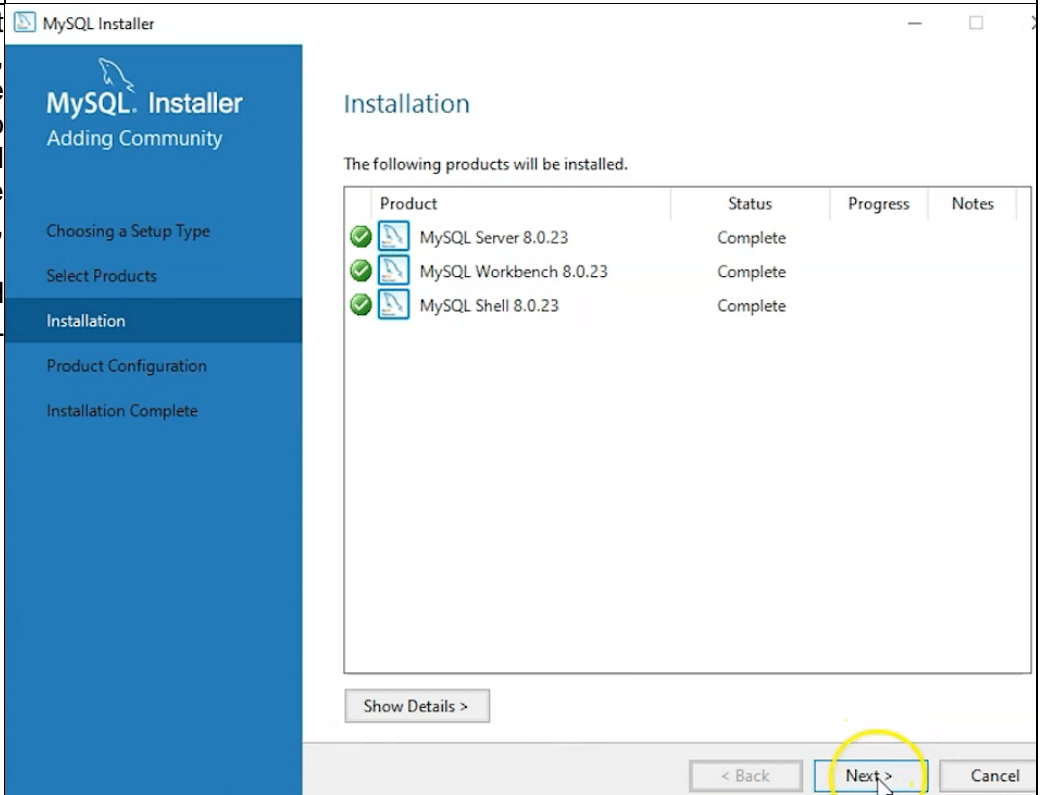 MySQL Installer
MySQL. Installer
Adding Community
Choosing a Setup Type
Select Products
Installation
Product Configuration
Installation Complete
Installation
The following products will be installed.
Product Status Progress Notes
MySQL Server 8.0.23 Complete
MySQL Workbench 8.0.23 Complete
MySQL Shell 8.0.23 Complete
Show Details >
< Back Next > Cancel